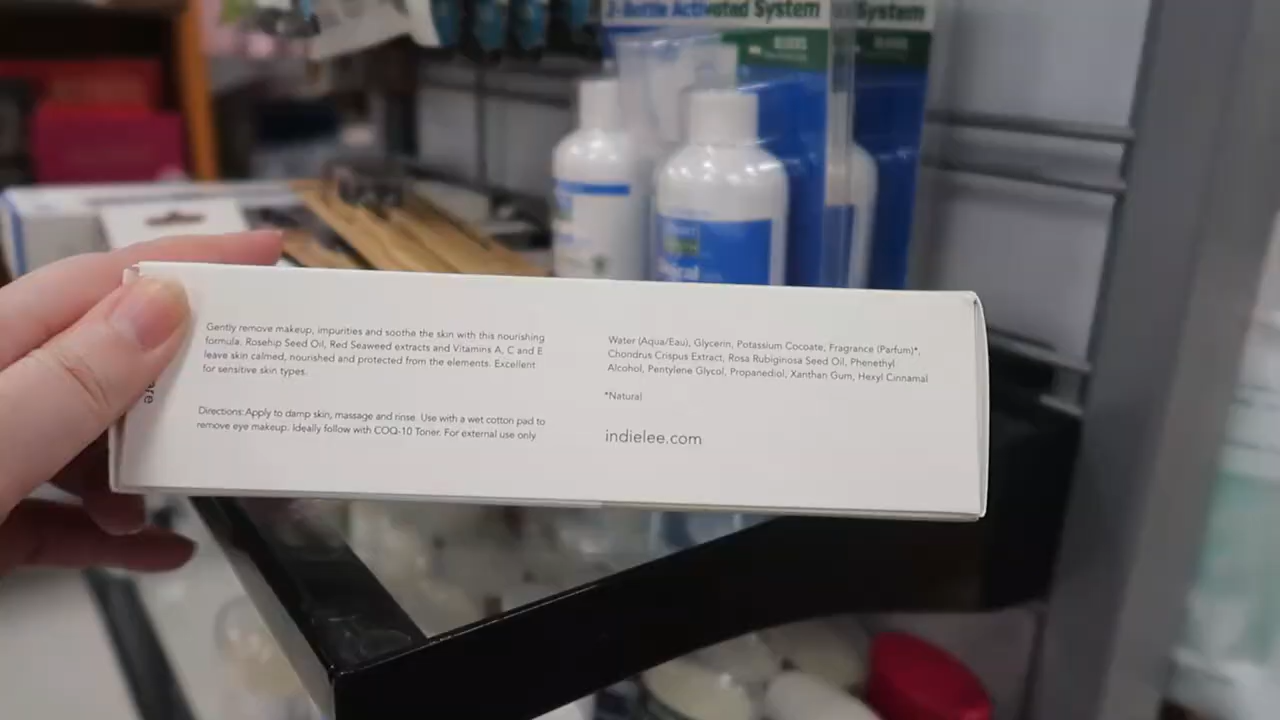 2-Bottle Activated System
System
Gently remove makeup, impurities and soothe the skin with this nourishing
formula. Rosehip Seed Oil, Red Seaweed extracts and Vitamins A, C and E
leave skin calmed, nourished and protected from the elements. Excellent
for sensitive skin types.
Directions: Apply to damp skin, massage and rinse. Use with a wet cotton pad to
remove eye makeup. Ideally follow with COQ-10 Toner. For external use only
Water (Aqua/Eau), Glycerin, Potassium Cocoate, Fragrance (Parfum)*,
Chondrus Crispus Extract, Rosa Rubiginosa Seed Oil, Phenethyl
Alcohol, Pentylene Glycol, Propanediol, Xanthan Gum, Hexyl Cinnamal
*Natural
indielee.com